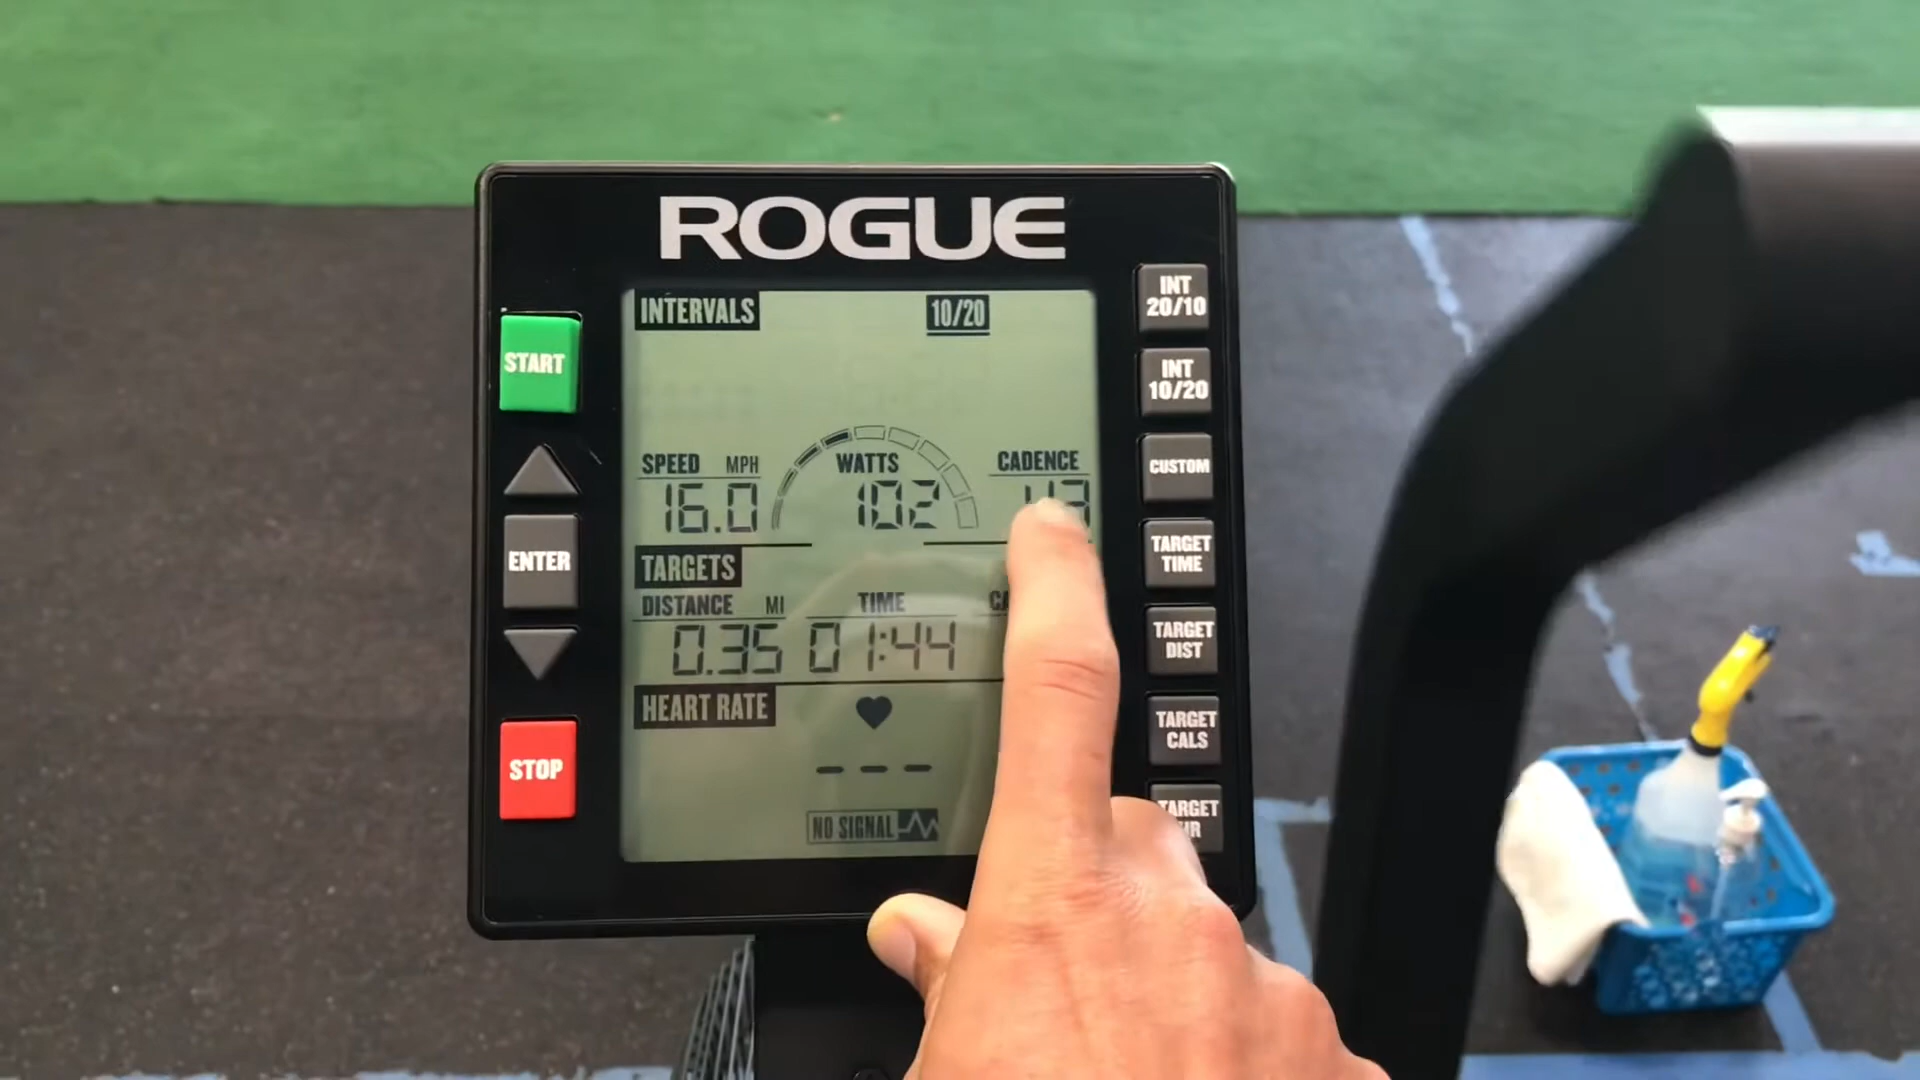 ROGUE
INTERVALS 10/20
SPEED MPH WATTS CADENCE
16.0 102 43
TARGETS
DISTANCE MI TIME
0.35 01:44
HEART RATE
NO SIGNAL
START
ENTER
STOP
INT
20/10
INT
10/20
CUSTOM
TARGET
TIME
TARGET
DIST
TARGET
CALS
TARGET
HR